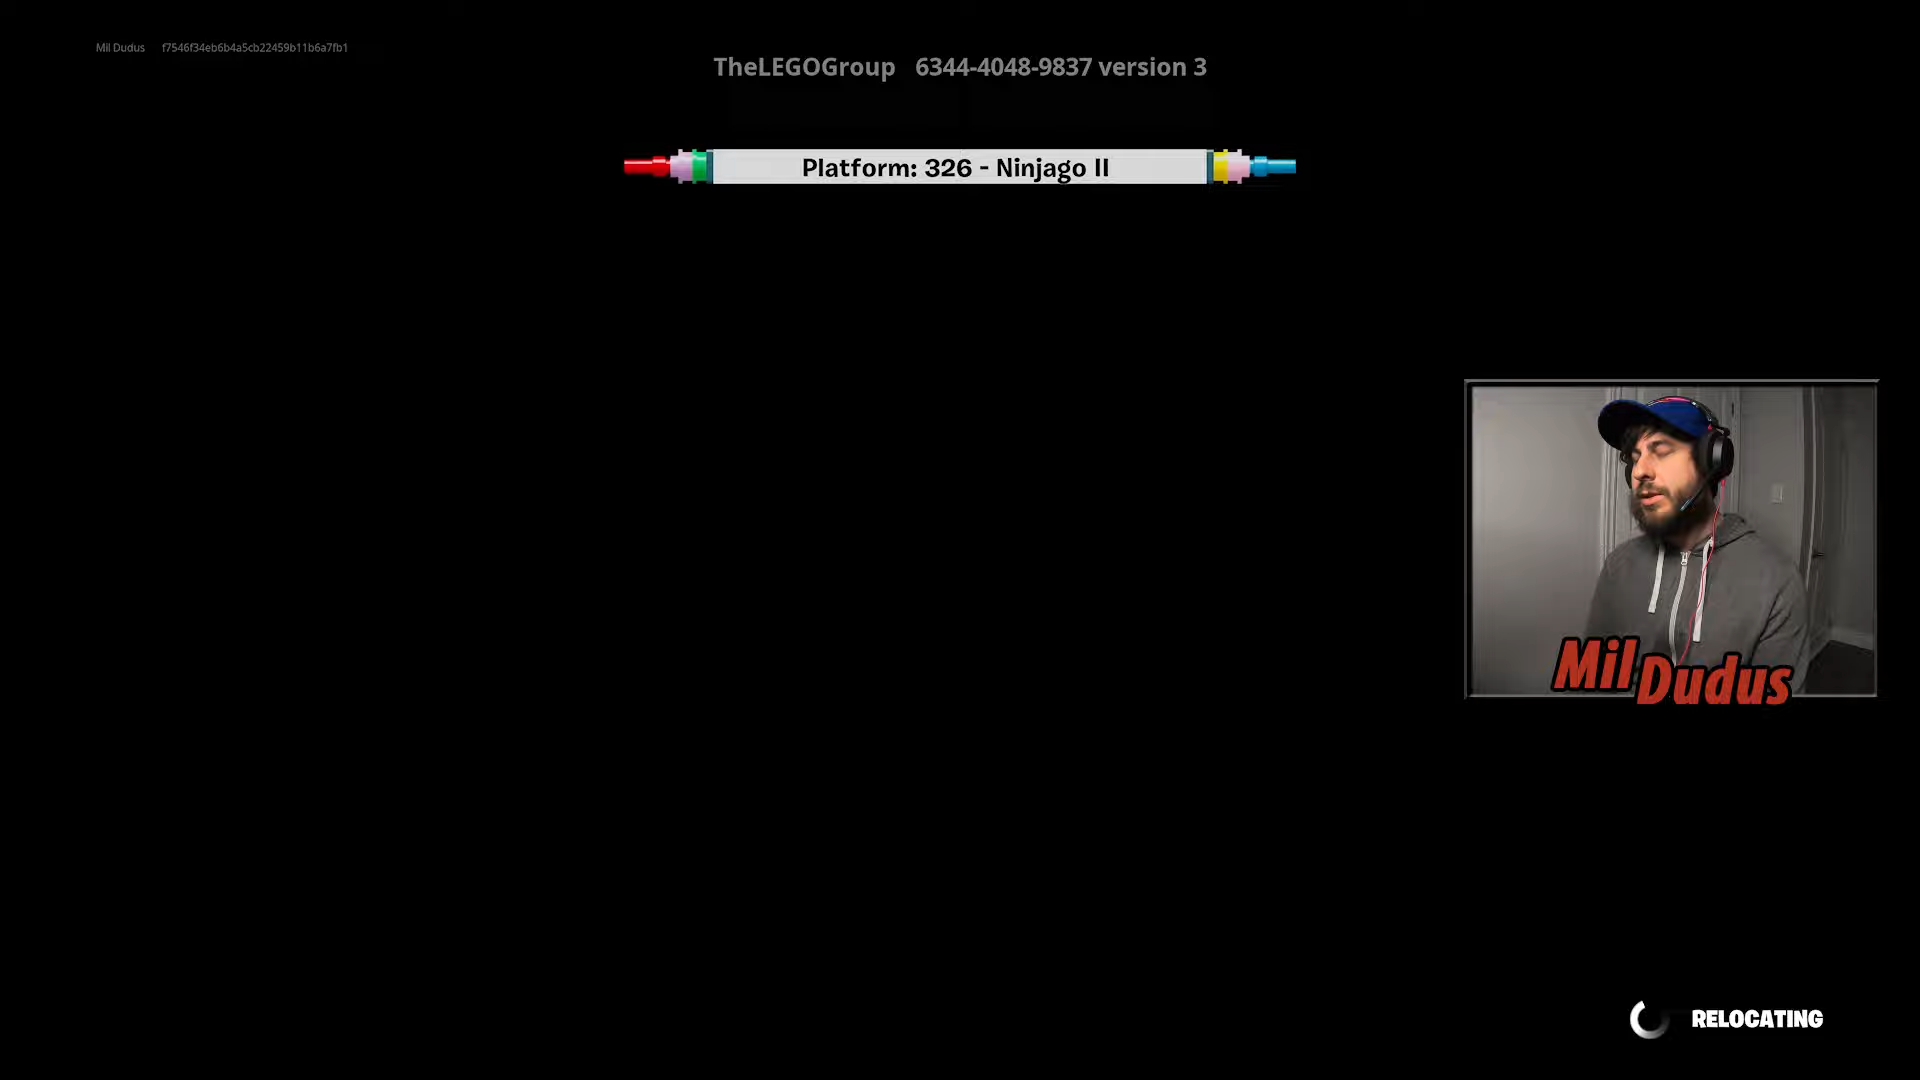 Mil Dudus f7546f34eb6b4a5cb22459b11b6a7fb1
TheLEGOGroup 6344-4048-9837 version 3
Platform: 326 - Ninjago II
Mil Dudus
RELOCATING